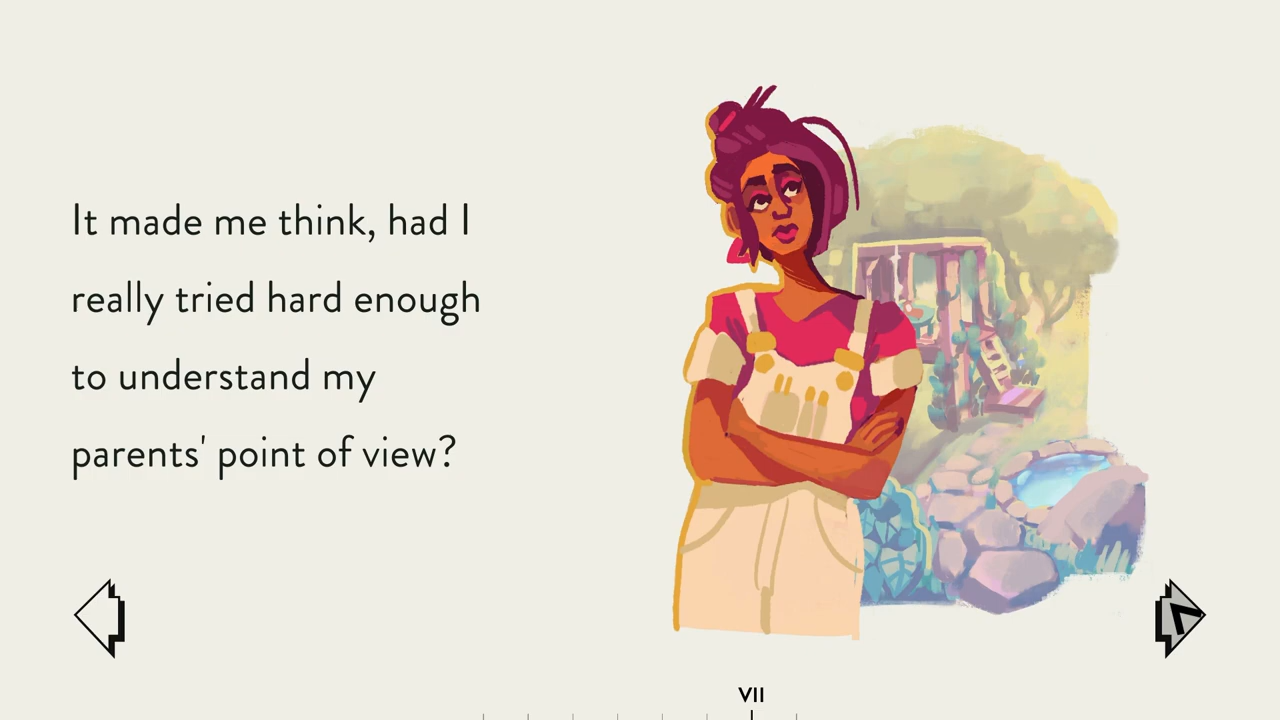 It made me think, had I
really tried hard enough
to understand my
parents' point of view?
VII